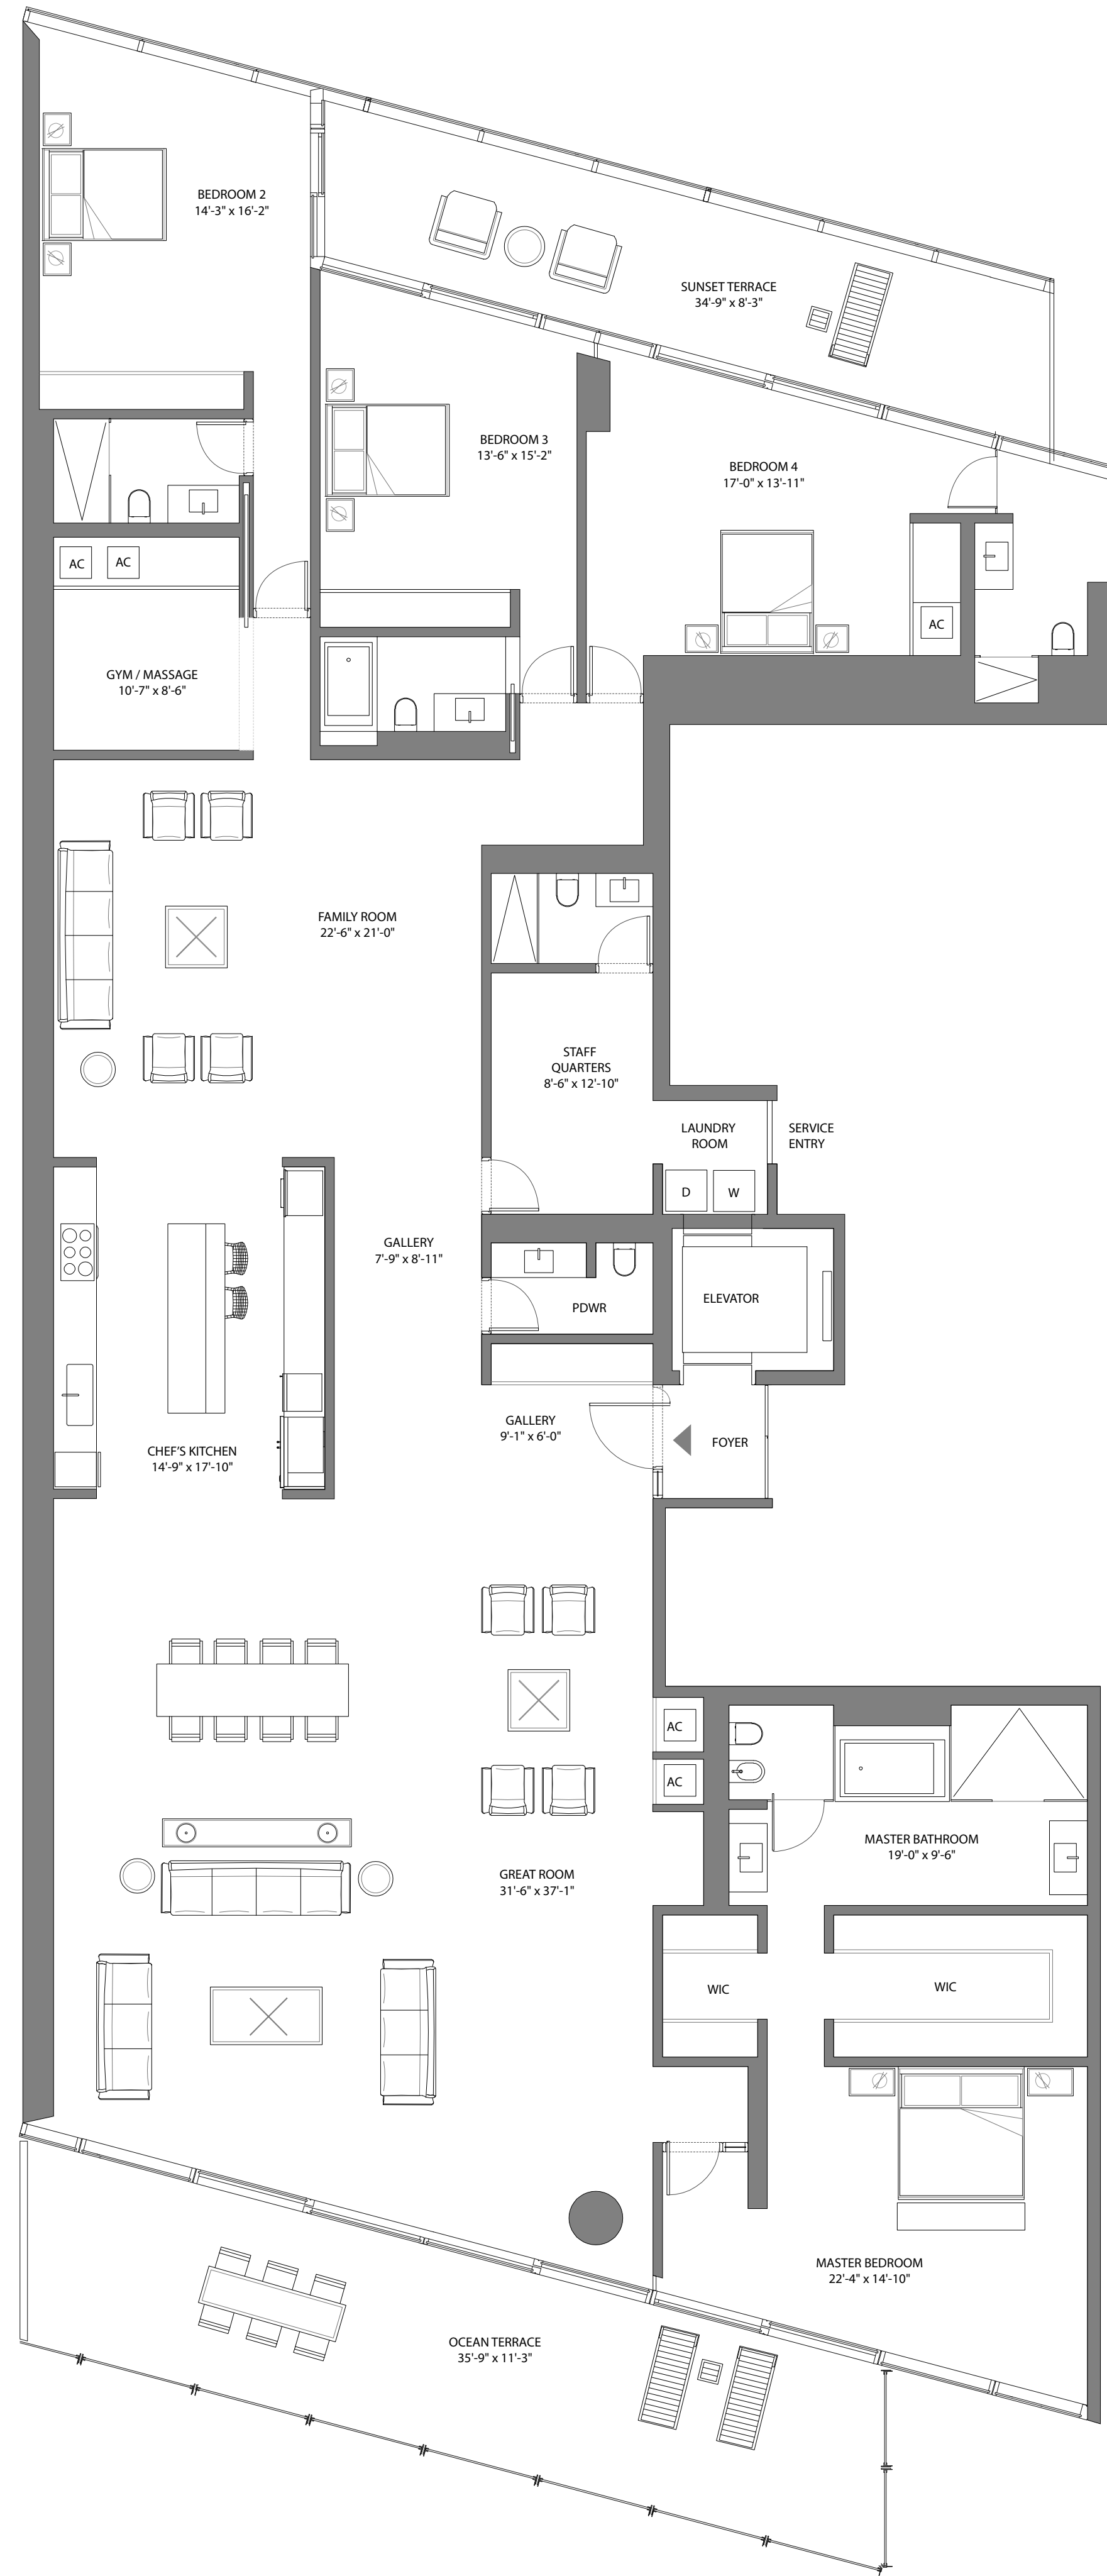 BEDROOM 2
14'-3" x 16'-2"
SUNSET TERRACE
34'-9" x 8'-3"
BEDROOM 3
13'-6" x 15'-2"
BEDROOM 4
17'-0" x 13'-11"
AC
AC
AC
GYM / MASSAGE
10'-7" x 8'-6"
FAMILY ROOM
22'-6" x 21'-0"
STAFF
QUARTERS
8'-6" x 12'-10"
LAUNDRY
ROOM
SERVICE
ENTRY
D
W
GALLERY
7'-9" x 8'-11"
PDWR
ELEVATOR
GALLERY
9'-1" x 6'-0"
FOYER
CHEF'S KITCHEN
14'-9" x 17'-10"
AC
AC
MASTER BATHROOM
19'-0" x 9'-6"
GREAT ROOM
31'-6" x 37'-1"
WIC
WIC
MASTER BEDROOM
22'-4" x 14'-10"
OCEAN TERRACE
35'-9" x 11'-3"